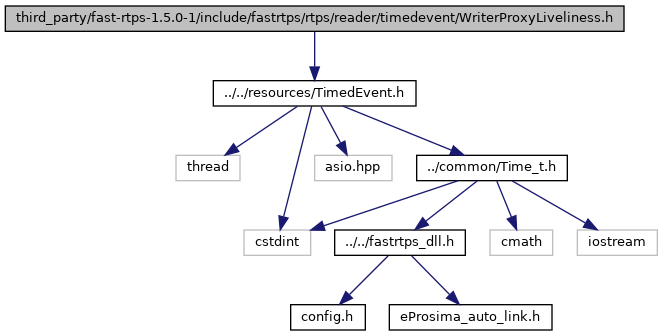 third_party/fast-rtps-1.5.0-1/include/fastrtps/rtps/reader/timedevent/WriterProxyLiveliness.h
../../resources/TimedEvent.h
thread
asio.hpp
../common/Time_t.h
cstdint
../../fastrtps_dll.h
cmath
iostream
config.h
eProsima_auto_link.h